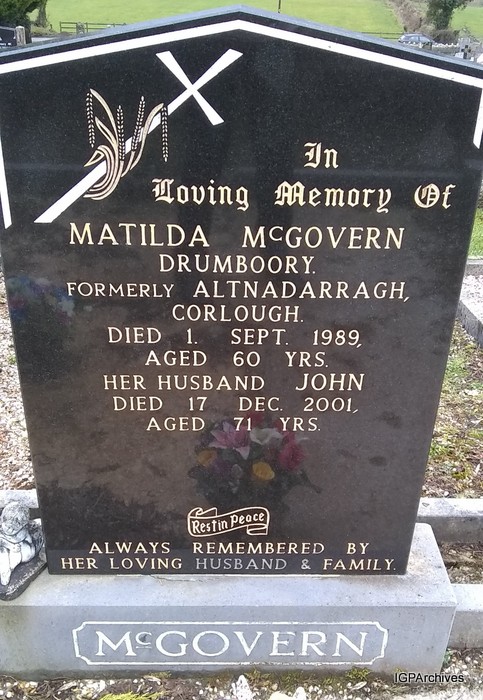 In
Loving Memory Of
MATILDA McGOVERN
DRUMBOORY.
FORMERLY ALTNADARRAGH,
CORLOUGH.
DIED 1. SEPT. 1989,
AGED 60 YRS.
HER HUSBAND JOHN
DIED 17 DEC. 2001,
AGED 71 YRS.
Rest in Peace
ALWAYS REMEMBERED BY
HER LOVING HUSBAND & FAMILY.
McGOVERN
IGPArchives